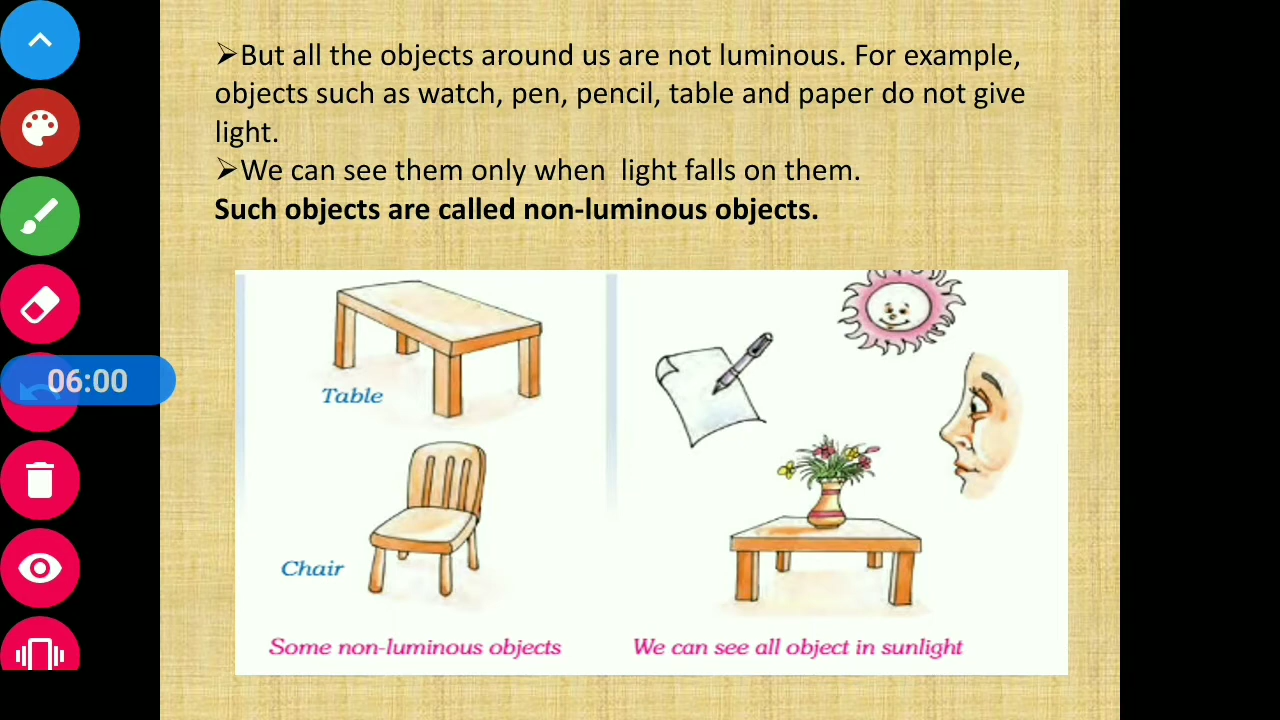 ➢But all the objects around us are not luminous. For example,
objects such as watch, pen, pencil, table and paper do not give
light.
➢We can see them only when light falls on them.
Such objects are called non-luminous objects.
06:00
Table
Chair
Some non-luminous objects
We can see all object in sunlight